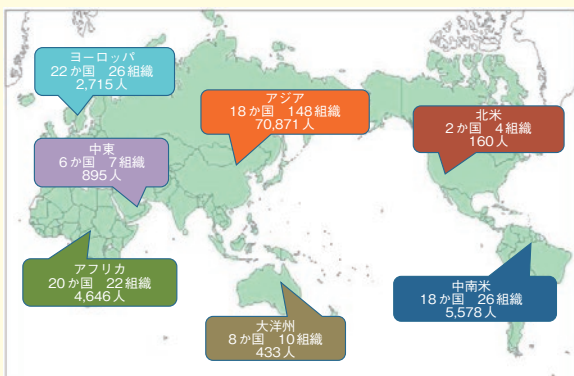 ヨーロッパ
22か国　26組織
2,715人
アジア
18か国　148組織
70,871人
北米
2か国　4組織
160人
中東
6か国　7組織
895人
アフリカ
20か国　22組織
4,646人
大洋州
8か国　10組織
433人
中南米
18か国　26組織
5,578人